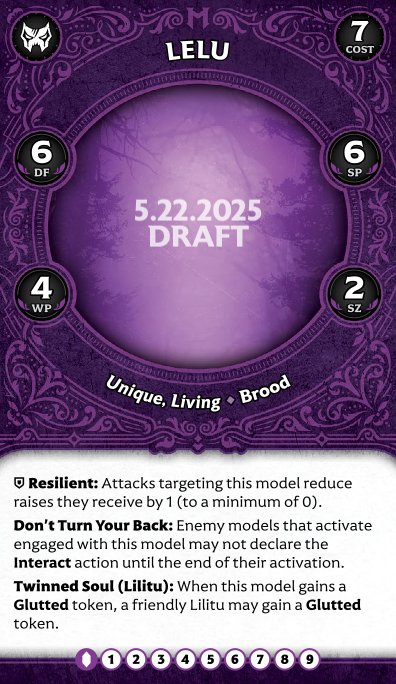 LELU
7
COST
6
DF
6
SP
5.22.2025
DRAFT
4
WP
2
SZ
Unique, Living ◆ Brood
Resilient: Attacks targeting this model reduce
raises they receive by 1 (to a minimum of 0).
Don't Turn Your Back: Enemy models that activate
engaged with this model may not declare the
Interact action until the end of their activation.
Twinned Soul (Lilitu): When this model gains a
Glutted token, a friendly Lilitu may gain a Glutted
token.
1 2 3 4 5 6 7 8 9